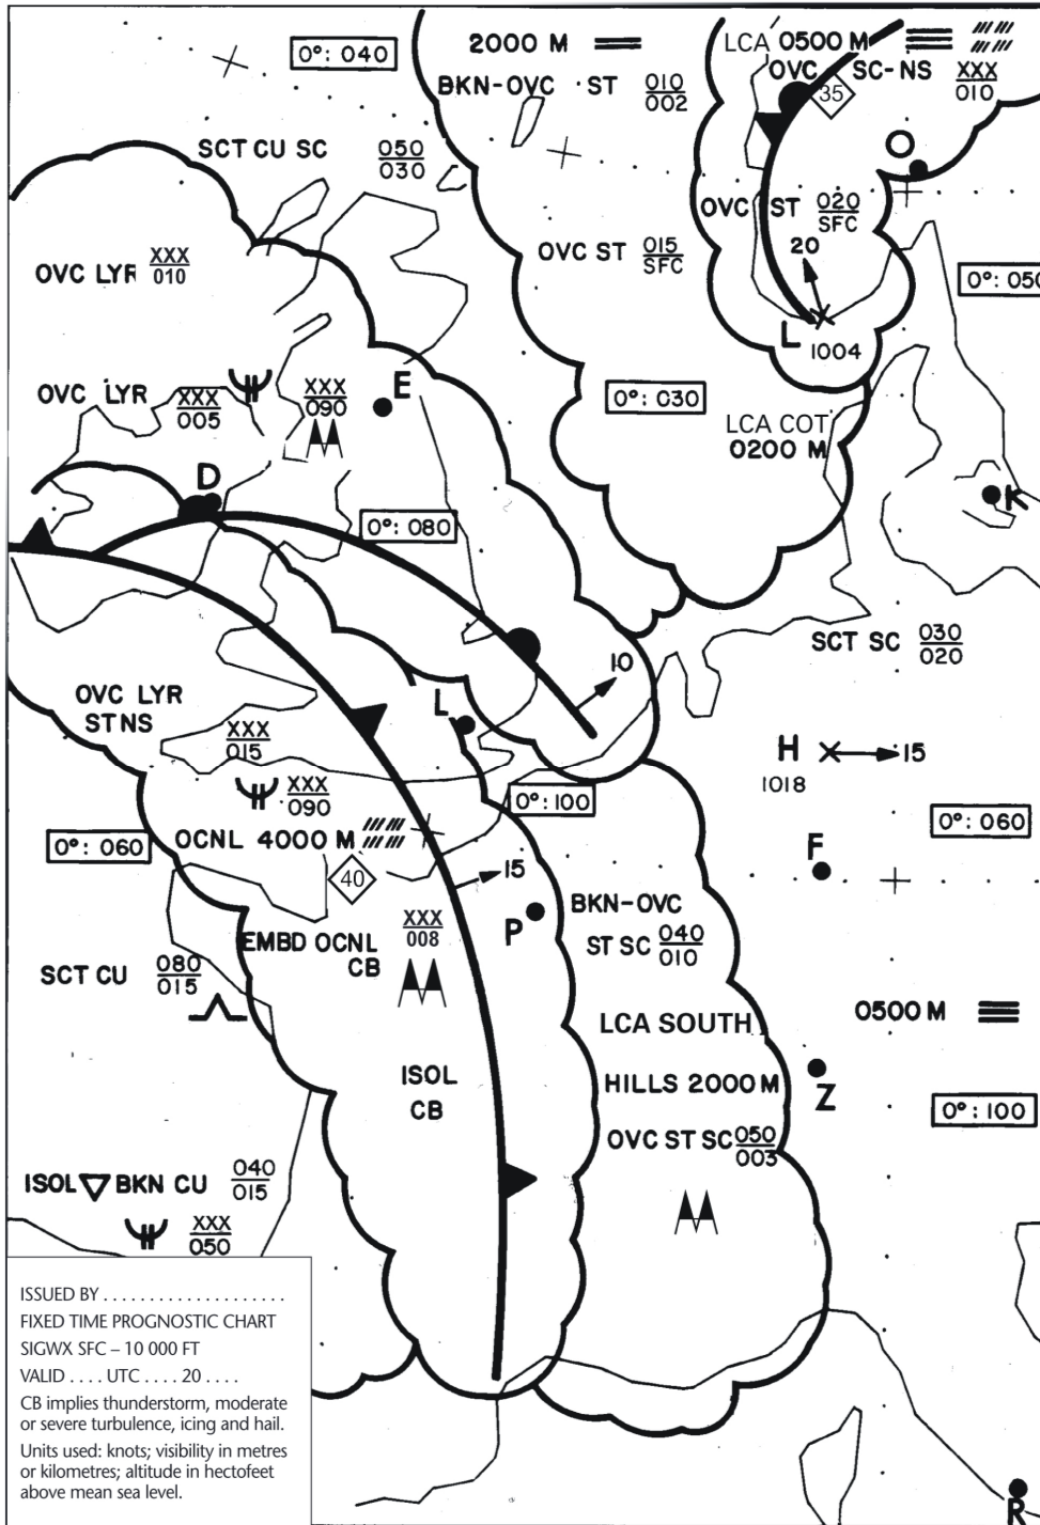 0°: 040
2000 M
BKN-OVC ST 010
002
LCA 0500 M
OVC SC-NS XXX
010
35
SCT CU SC 050
030
O
OVC ST 020
SFC
20
OVC LYR XXX
010
OVC ST 015
SFC
0°: 050
L 1004
OVC LYR XXX
005
XXX
090
E
0°: 030
LCA COT
0200 M
D
K
0°: 080
SCT SC 030
020
10
OVC LYR
ST NS
XXX
015
L
H 15
1018
XXX
090
0°: 100
0°: 060
OCNL 4000 M
0°: 060
F
40
15
P
BKN-OVC
ST SC 040
010
EMBD OCNL
CB
XXX
008
SCT CU 080
015
LCA SOUTH
0500 M
ISOL
CB
HILLS 2000 M
Z
0°: 100
OVC ST SC 050
003
ISOL BKN CU 040
015
XXX
050
ISSUED BY . . . . . . . . . . . . . . . . . . . .
FIXED TIME PROGNOSTIC CHART
SIGWX SFC – 10 000 FT
VALID . . . . UTC . . . . 20 . . . .
CB implies thunderstorm, moderate
or severe turbulence, icing and hail.
Units used: knots; visibility in metres
or kilometres; altitude in hectofeet
above mean sea level.
R